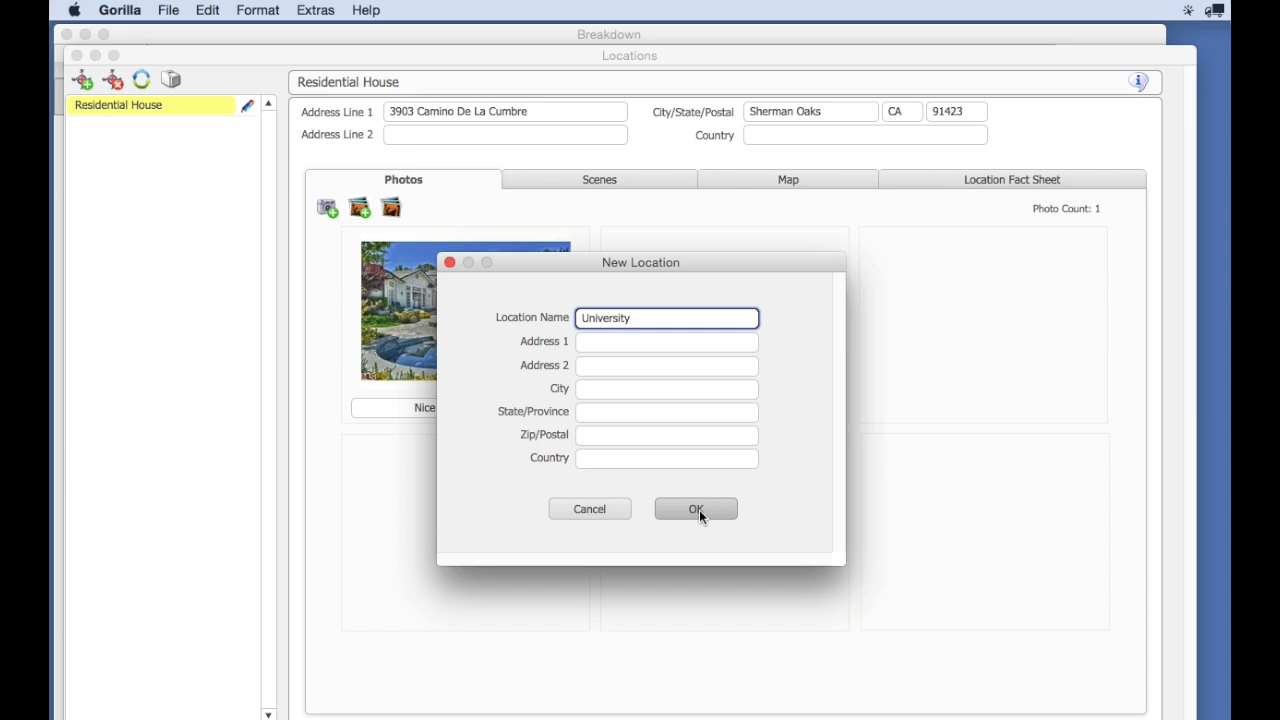 Gorilla File Edit Format Extras Help
Breakdown
Locations
Residential House
Residential House
Address Line 1 3903 Camino De La Cumbre City/State/Postal Sherman Oaks CA 91423
Address Line 2 Country
Photos Scenes Map Location Fact Sheet
Photo Count: 1
Nice
New Location
Location Name University
Address 1
Address 2
City
State/Province
Zip/Postal
Country
Cancel OK